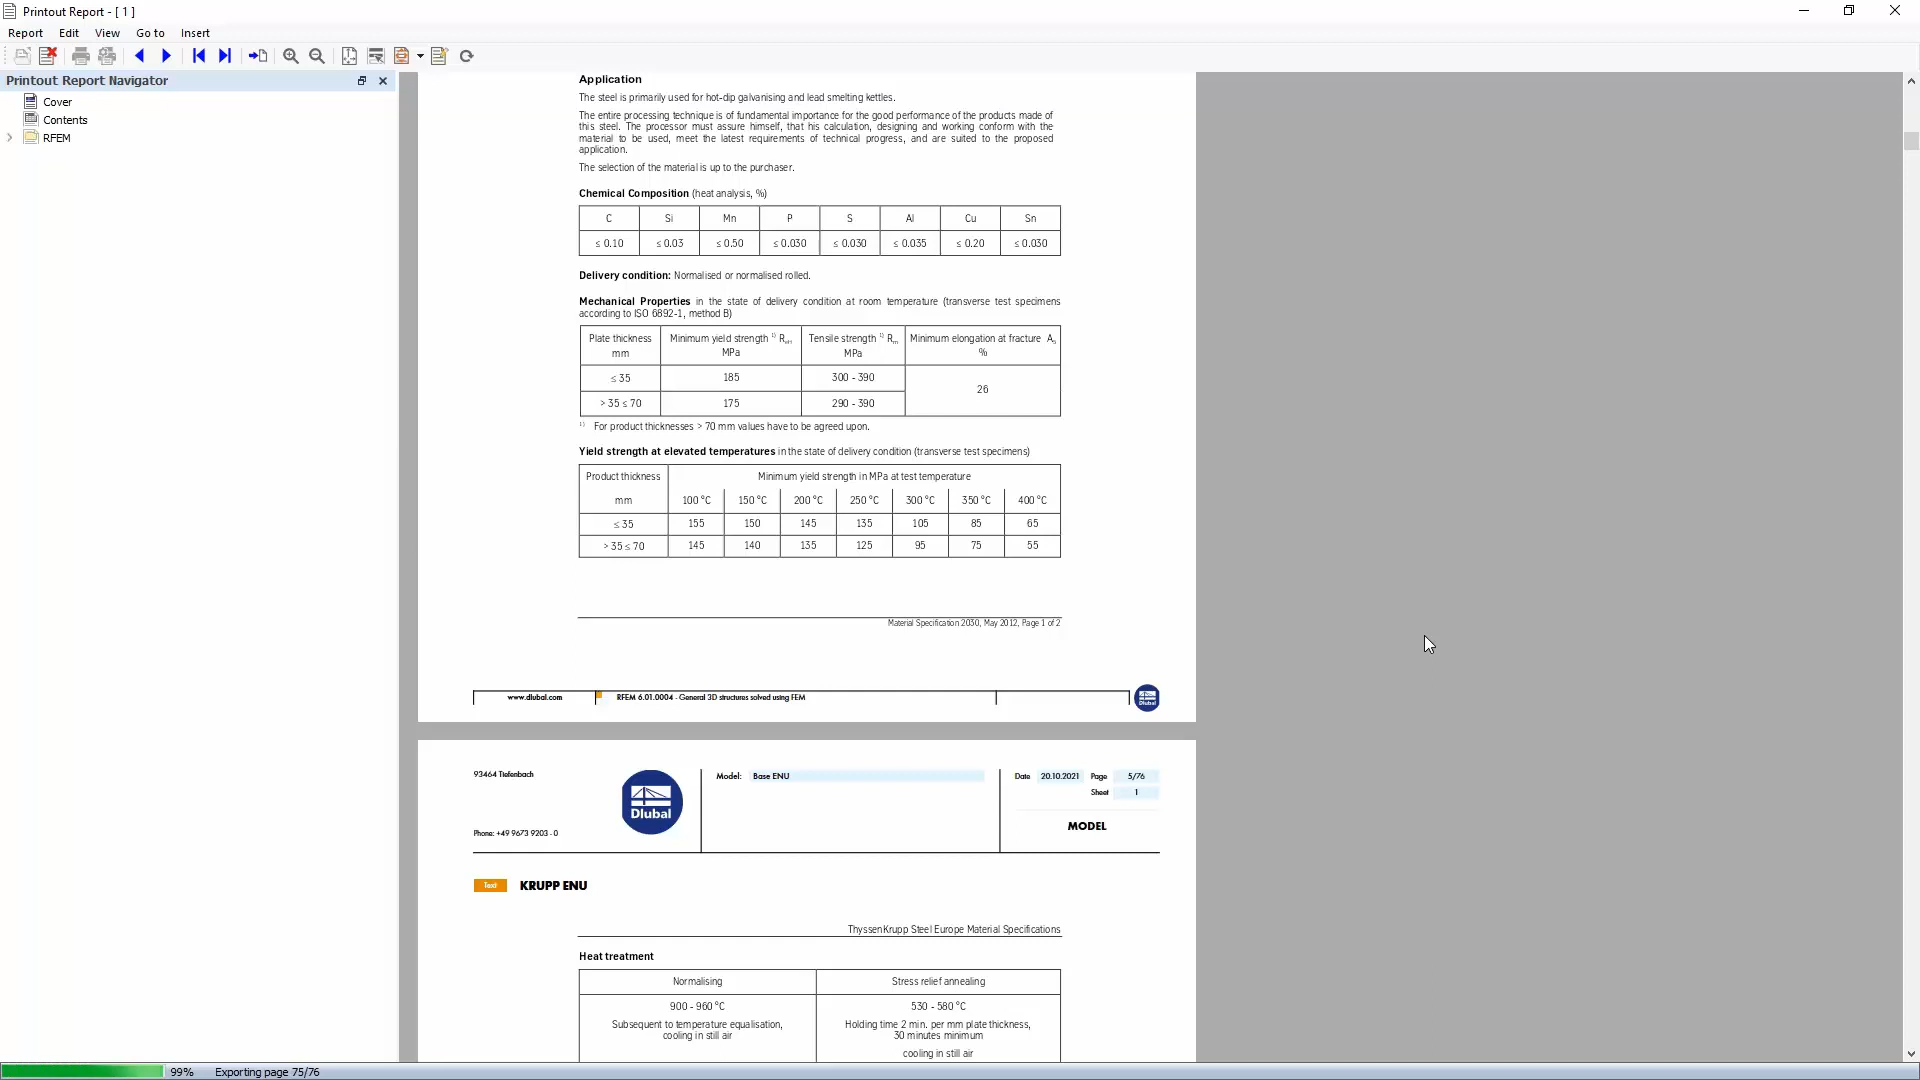 Printout Report - [ 1 ]
Report Edit View Go to Insert
Printout Report Navigator
Cover
Contents
RFEM
Application
The steel is primarily used for hot-dip galvanising and lead smelting kettles.
The entire processing technique is of fundamental importance for the good performance of the products made of
this steel. The processor must assure himself, that his calculation, designing and working conform with the
material to be used, meet the latest requirements of technical progress, and are suited to the proposed
application.
The selection of the material is up to the purchaser.
Chemical Composition (heat analysis, %)
C Si Mn P S Al Cu Sn
≤ 0.10 ≤ 0.03 ≤ 0.50 ≤ 0.030 ≤ 0.030 ≤ 0.035 ≤ 0.20 ≤ 0.030
Delivery condition: Normalised or normalised rolled.
Mechanical Properties in the state of delivery condition at room temperature (transverse test specimens
according to ISO 6892-1, method B)
Plate thickness Minimum yield strength 1) ReH Tensile strength 1) Rm Minimum elongation at fracture A5
mm MPa MPa %
≤ 35 185 300 - 390
26
> 35 ≤ 70 175 290 - 390
1) For product thicknesses > 70 mm values have to be agreed upon.
Yield strength at elevated temperatures in the state of delivery condition (transverse test specimens)
Product thickness Minimum yield strength in MPa at test temperature
mm 100 °C 150 °C 200 °C 250 °C 300 °C 350 °C 400 °C
≤ 35 155 150 145 135 105 85 65
> 35 ≤ 70 145 140 135 125 95 75 55
Material Specification 2030, May 2012, Page 1 of 2
www.dlubal.com RFEM 6.01.0004 - General 3D structures solved using FEM Dlubal
93464 Tiefenbach Model: Base ENU Date 20.10.2021 Page 5/76
Sheet 1
Dlubal
MODEL
Phone: +49 9673 9203 - 0
Text KRUPP ENU
ThyssenKrupp Steel Europe Material Specifications
Heat treatment
Normalising Stress relief annealing
900 - 960 °C 530 - 580 °C
Subsequent to temperature equalisation, Holding time 2 min. per mm plate thickness,
cooling in still air 30 minutes minimum
cooling in still air
99% Exporting page 75/76